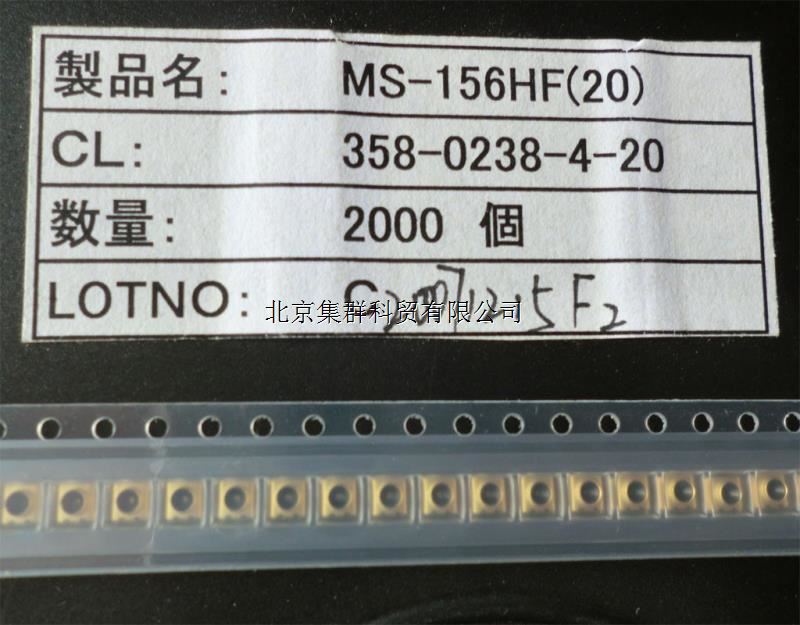 製品名: MS-156HF(20)
CL: 358-0238-4-20
数量: 2000 個
LOTNO: C
北京集群科贸有限公司